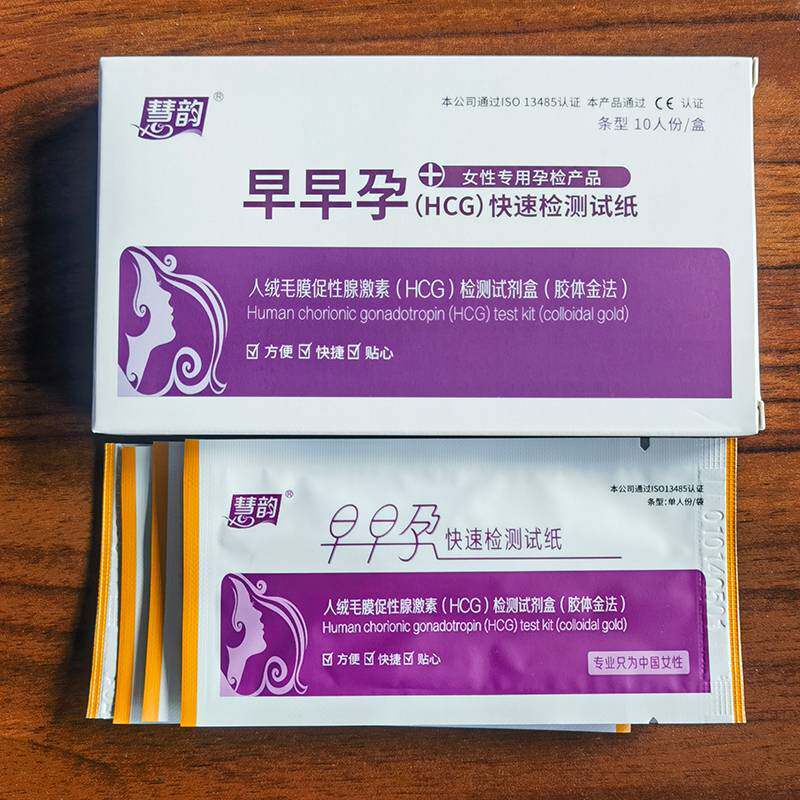 慧韵®
本公司通过ISO 13485认证 本产品通过 CE 认证
条型 10人份/盒
早早孕
女性专用孕检产品
(HCG)快速检测试纸
人绒毛膜促性腺激素（HCG）检测试剂盒（胶体金法）
Human chorionic gonadotropin (HCG) test kit (colloidal gold)
☑ 方便 ☑ 快捷 ☑ 贴心
慧韵®
本公司通过ISO13485认证
条型:单人份/袋
早早孕 快速检测试纸
人绒毛膜促性腺激素（HCG）检测试剂盒（胶体金法）
Human chorionic gonadotropin (HCG) test kit (colloidal gold)
☑ 方便 ☑ 快捷 ☑ 贴心
专业只为中国女性